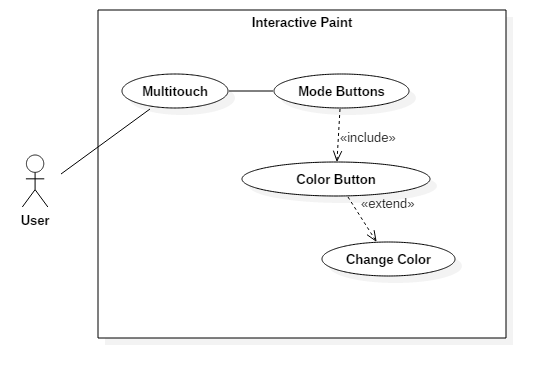 Interactive Paint
Multitouch
Mode Buttons
«include»
Color Button
«extend»
User
Change Color